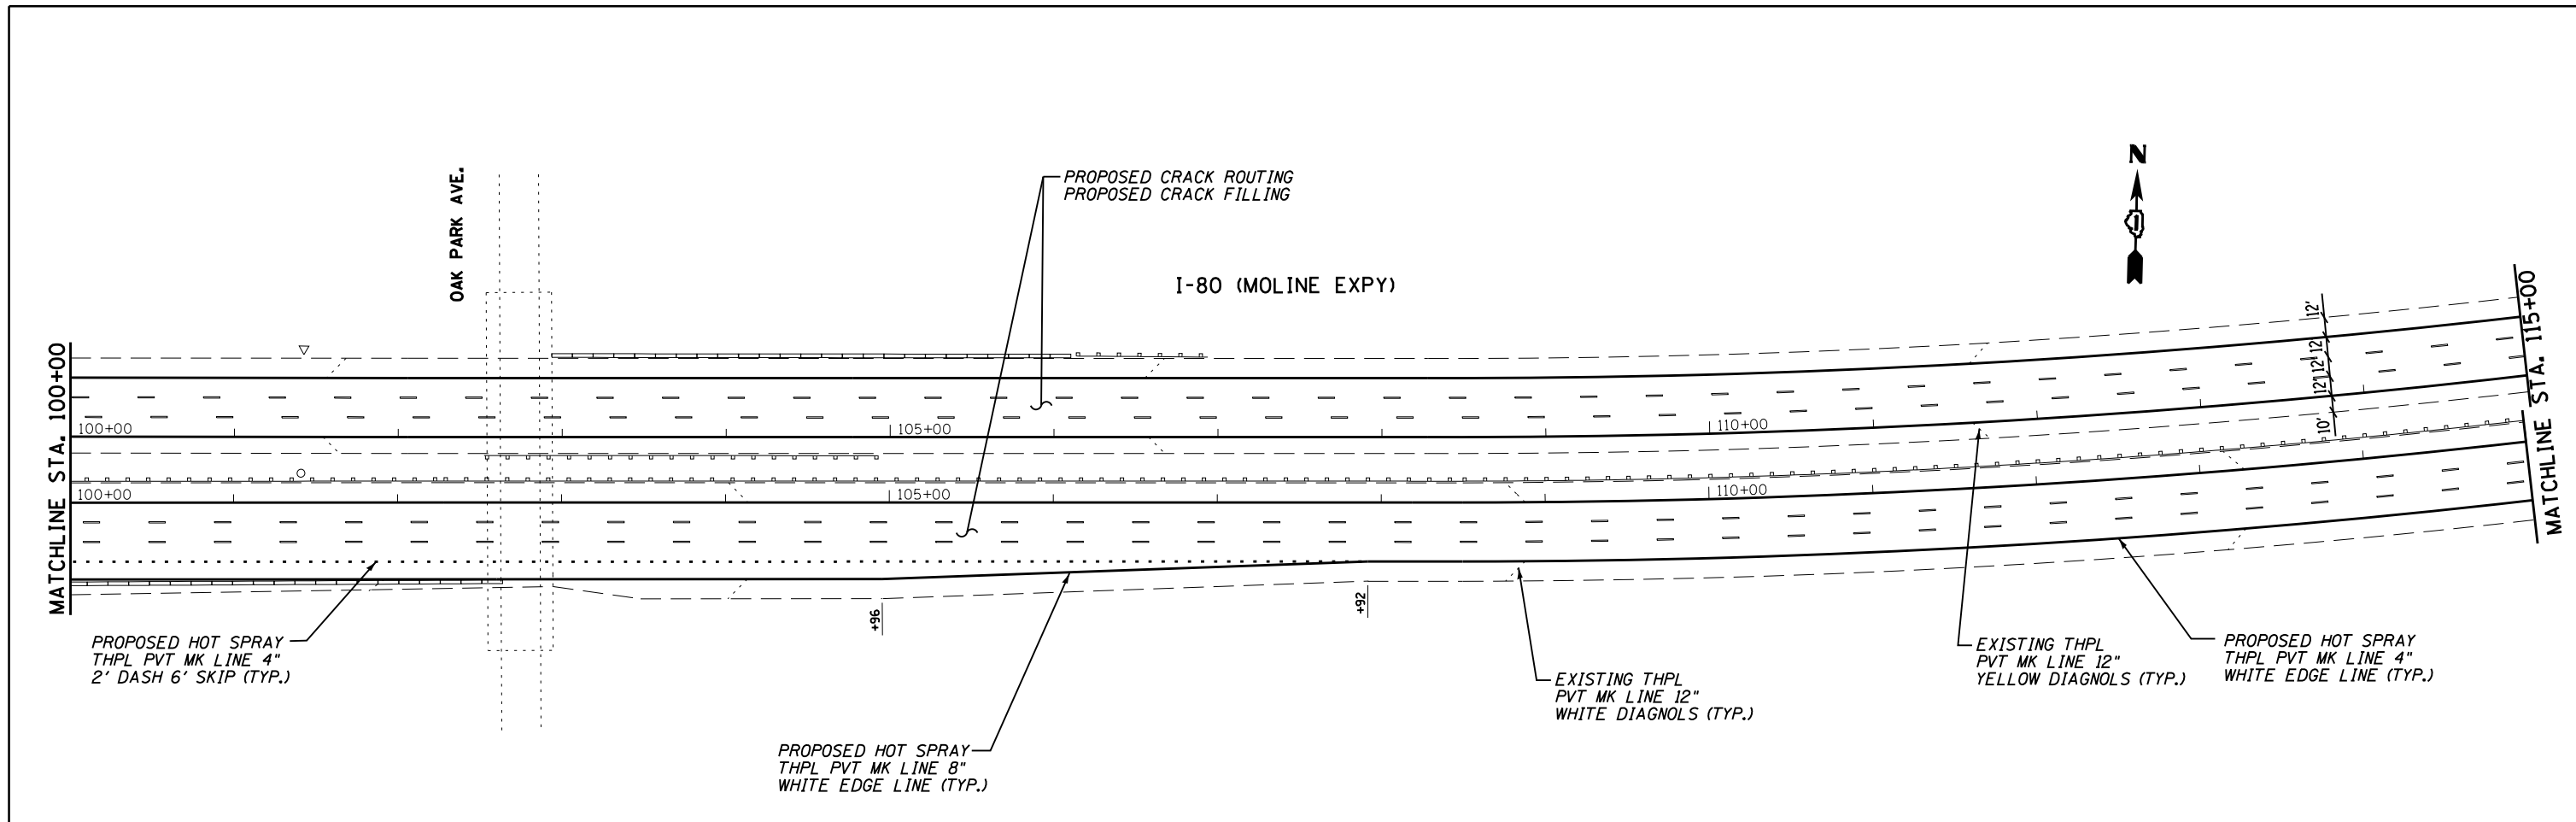 OAK PARK AVE.
PROPOSED CRACK ROUTING
PROPOSED CRACK FILLING
N
I-80 (MOLINE EXPY)
MATCHLINE STA. 100+00
MATCHLINE STA. 115+00
12'
12'
12'
12'
10'
100+00
105+00
110+00
100+00
105+00
110+00
+96
+92
PROPOSED HOT SPRAY
THPL PVT MK LINE 4"
2' DASH 6' SKIP (TYP.)
PROPOSED HOT SPRAY
THPL PVT MK LINE 8"
WHITE EDGE LINE (TYP.)
EXISTING THPL
PVT MK LINE 12"
WHITE DIAGNOLS (TYP.)
EXISTING THPL
PVT MK LINE 12"
YELLOW DIAGNOLS (TYP.)
PROPOSED HOT SPRAY
THPL PVT MK LINE 4"
WHITE EDGE LINE (TYP.)